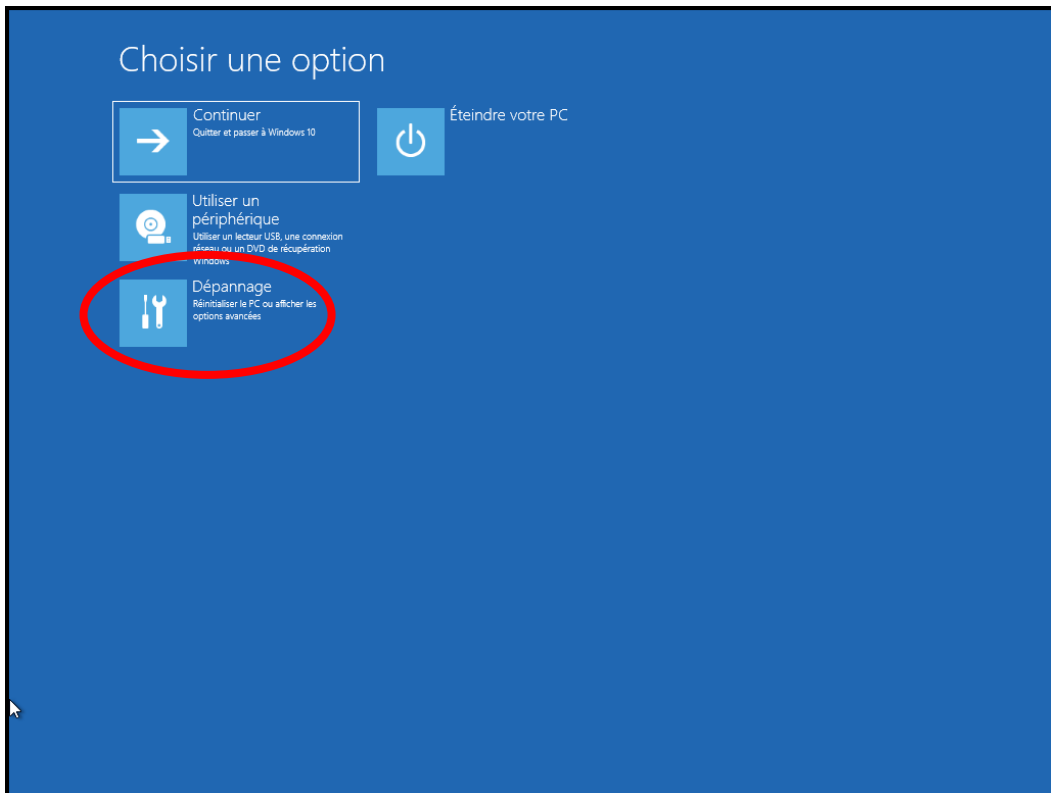 Choisir une option
Continuer
Quitter et passer à Windows 10
Éteindre votre PC
Utiliser un
périphérique
Utiliser un lecteur USB, une connexion
réseau ou un DVD de récupération
Windows
Dépannage
Réinitialiser le PC ou afficher les
options avancées